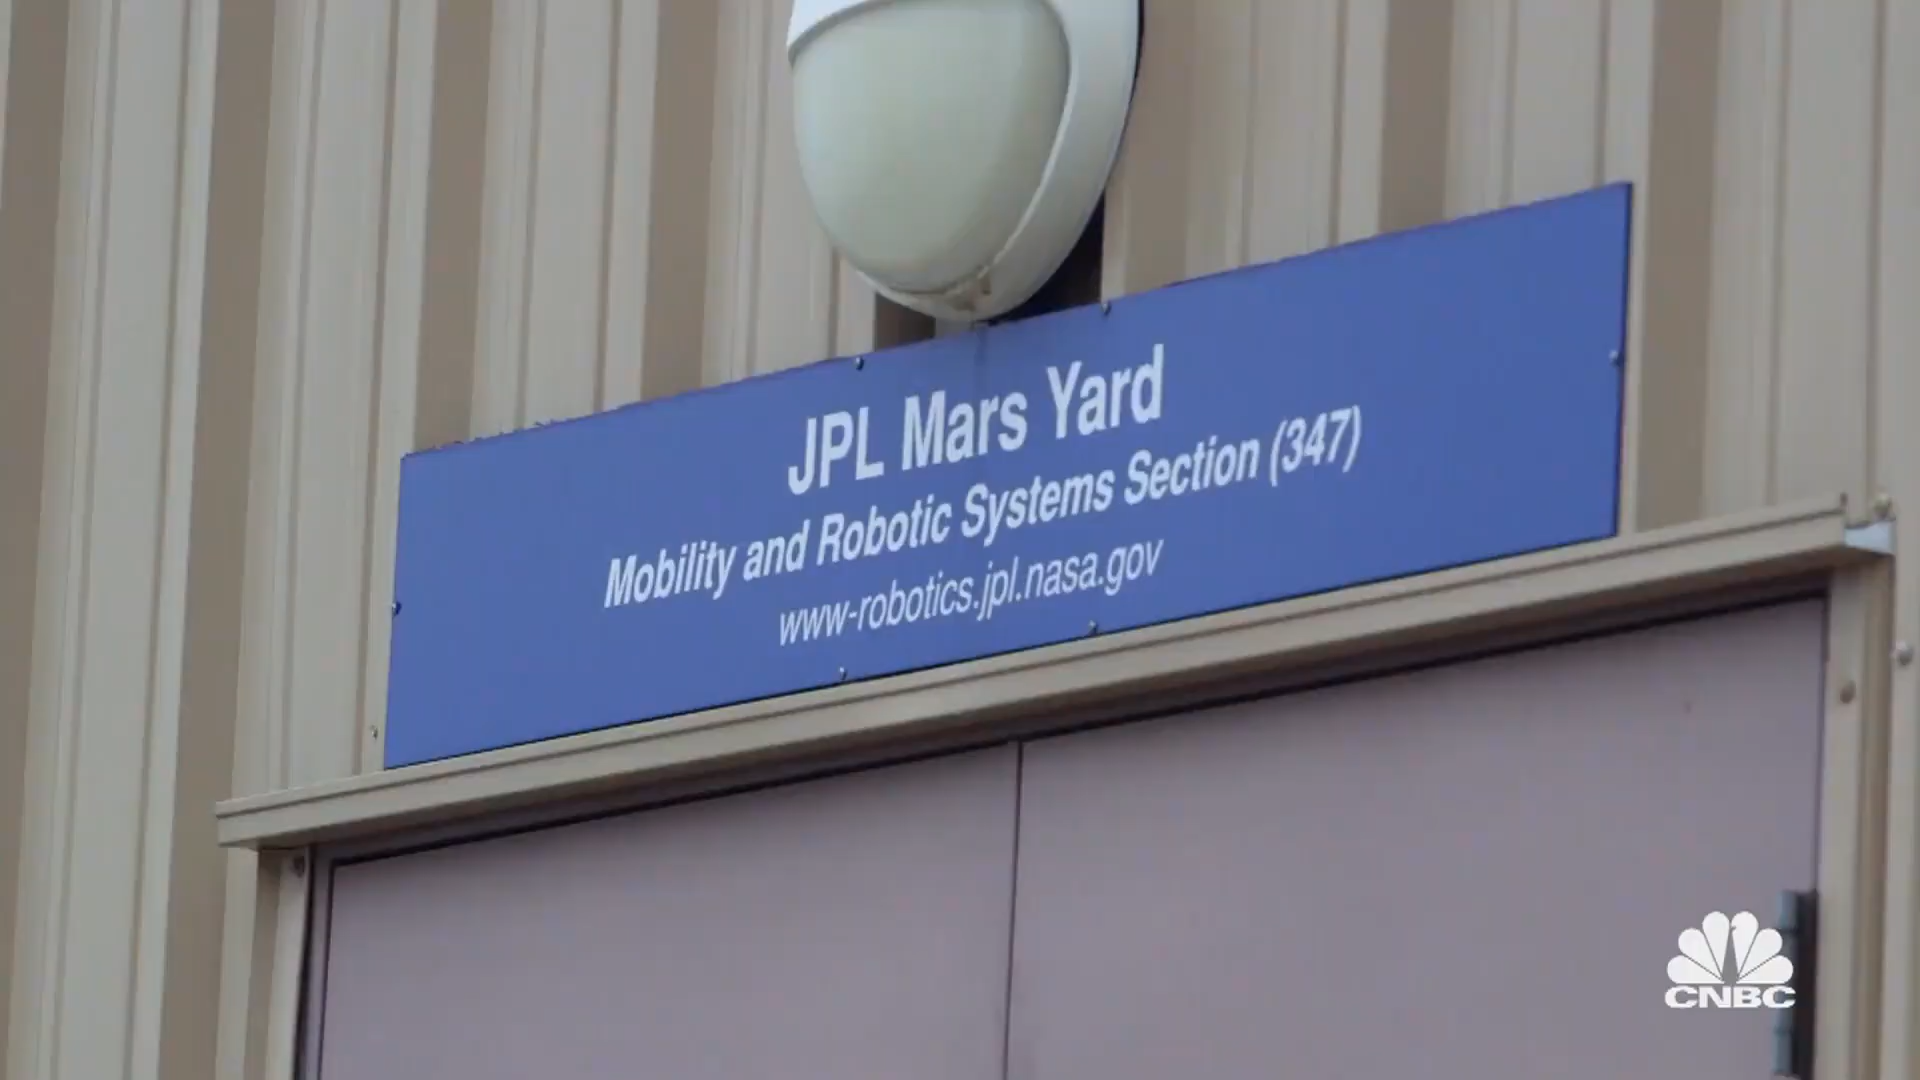 JPL Mars Yard
Mobility and Robotic Systems Section (347)
www-robotics.jpl.nasa.gov
CNBC